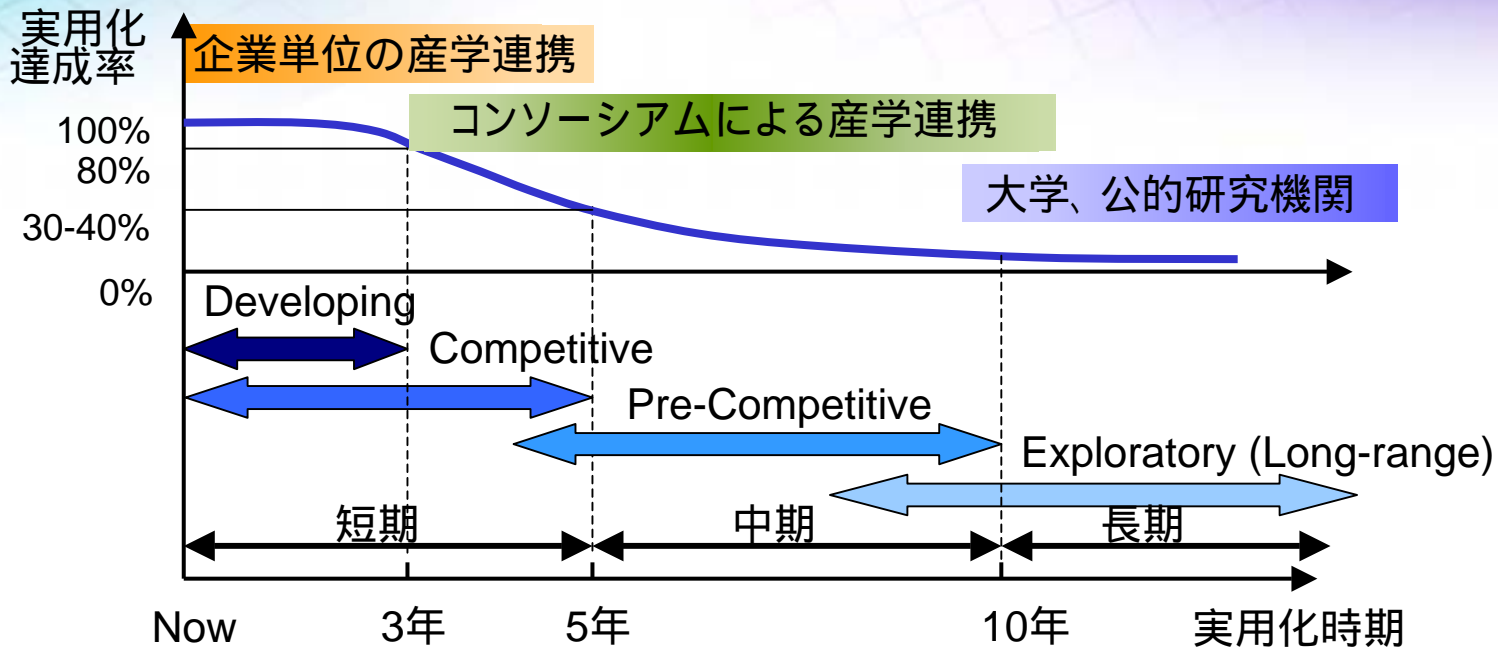 実用化
達成率
企業単位の産学連携
コンソーシアムによる産学連携
大学、公的研究機関
100%
80%
30-40%
0%
Developing
Competitive
Pre-Competitive
Exploratory (Long-range)
短期
中期
長期
Now
3年
5年
10年
実用化時期